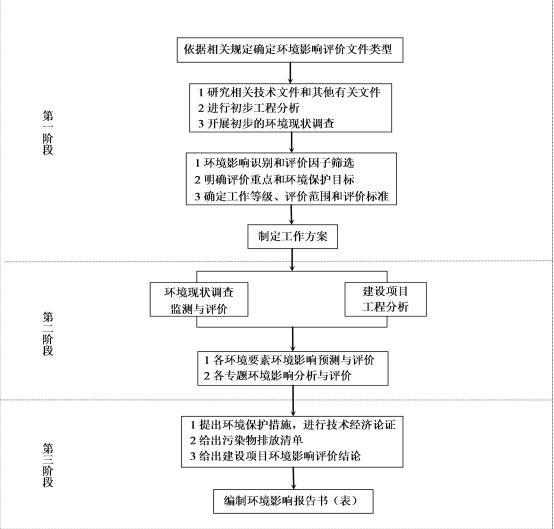 依据相关规定确定环境影响评价文件类型
第一阶段
1 研究相关技术文件和其他有关文件
2 进行初步工程分析
3 开展初步的环境现状调查
1 环境影响识别和评价因子筛选
2 明确评价重点和环境保护目标
3 确定工作等级、评价范围和评价标准
制定工作方案
第二阶段
环境现状调查
监测与评价
建设项目
工程分析
1 各环境要素环境影响预测与评价
2 各专题环境影响分析与评价
第三阶段
1 提出环境保护措施，进行技术经济论证
2 给出污染物排放清单
3 给出建设项目环境影响评价结论
编制环境影响报告书（表）